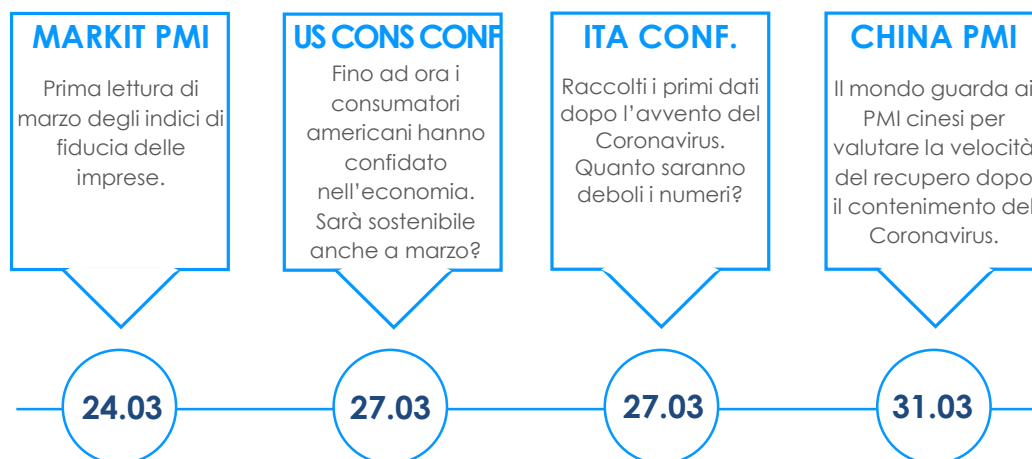 MARKIT PMI
Prima lettura di
marzo degli indici di
fiducia delle
imprese.
US CONS CONF
Fino ad ora i
consumatori
americani hanno
confidato
nell’economia.
Sarà sostenibile
anche a marzo?
ITA CONF.
Raccolti i primi dati
dopo l’avvento del
Coronavirus.
Quanto saranno
deboli i numeri?
CHINA PMI
Il mondo guarda ai
PMI cinesi per
valutare la velocità
del recupero dopo
il contenimento del
Coronavirus.
24.03
27.03
27.03
31.03